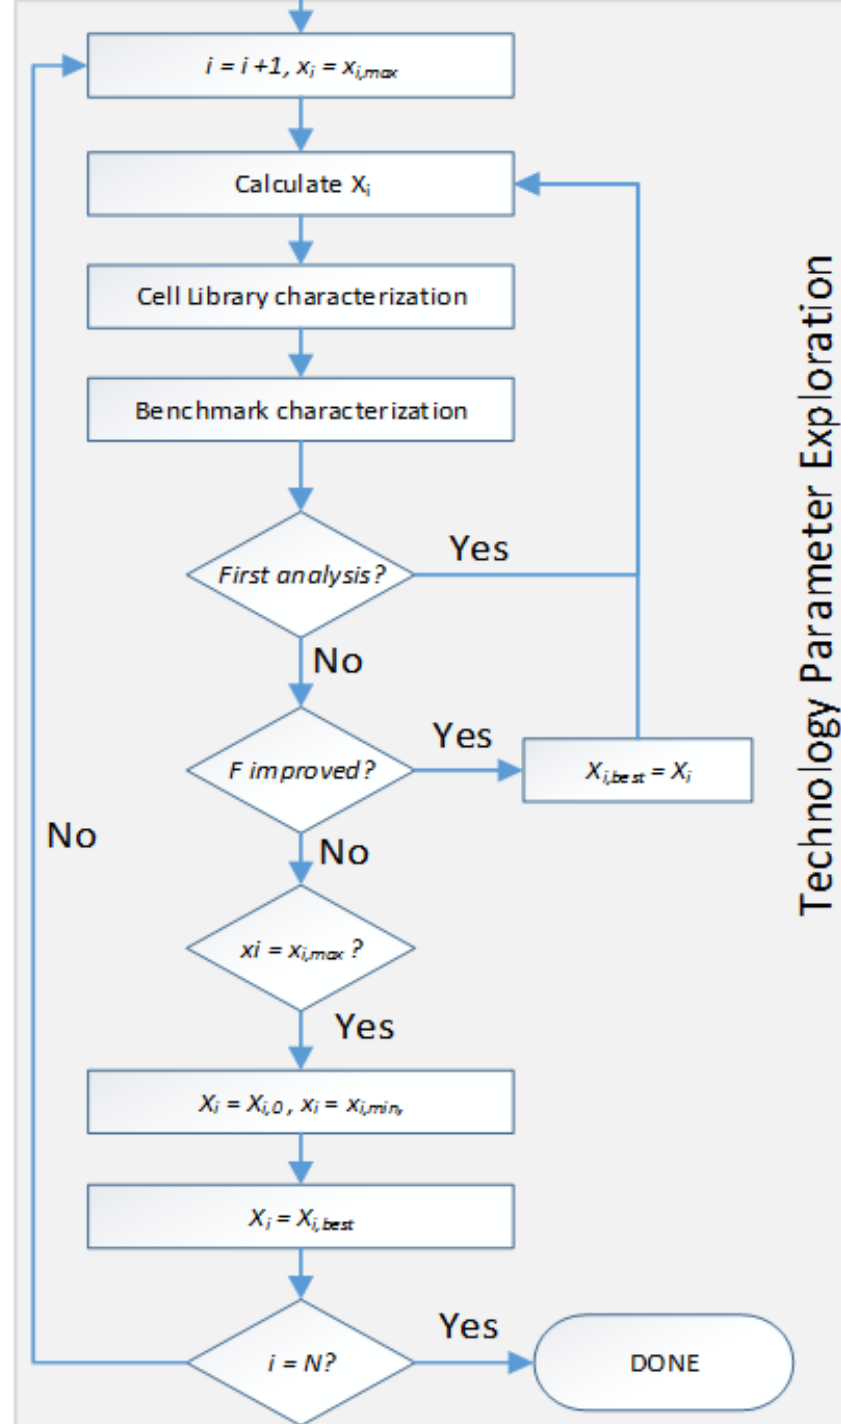 i = i +1, xi = xi,max
Calculate Xi
Cell Library characterization
Benchmark characterization
First analysis?
Yes
No
F improved?
Yes
Xi,best = Xi
No
xi = xi,max ?
Yes
Xi = Xi,0 , xi = xi,min,
Xi = Xi,best
i = N?
Yes
DONE
No
Technology Parameter Exploration